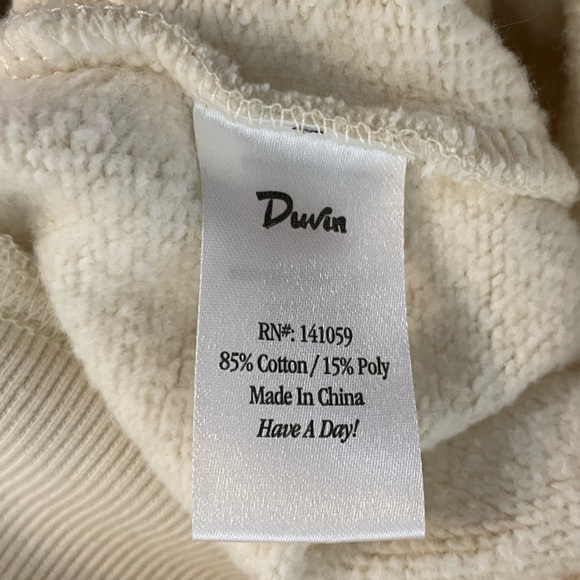 Duvin
RN#: 141059
85% Cotton / 15% Poly
Made In China
Have A Day!